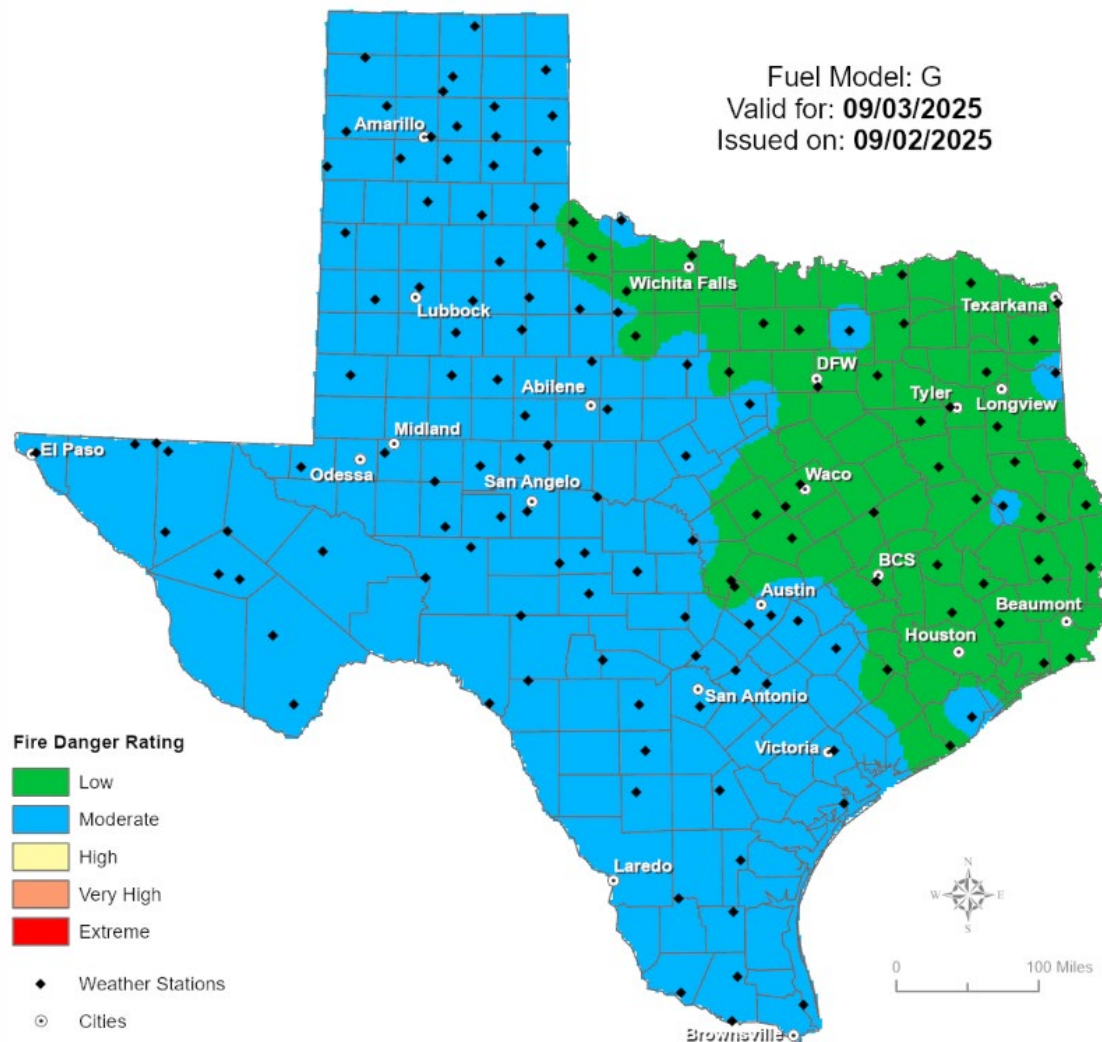 Fuel Model: G
Valid for: 09/03/2025
Issued on: 09/02/2025
Amarillo
Wichita Falls
Texarkana
Lubbock
DFW
Abilene
Tyler
Longview
Midland
El Paso
Odessa
San Angelo
Waco
BCS
Austin
Beaumont
Houston
San Antonio
Victoria
Laredo
Brownsville
Fire Danger Rating
Low
Moderate
High
Very High
Extreme
Weather Stations
Cities
N
W E
S
0 100 Miles